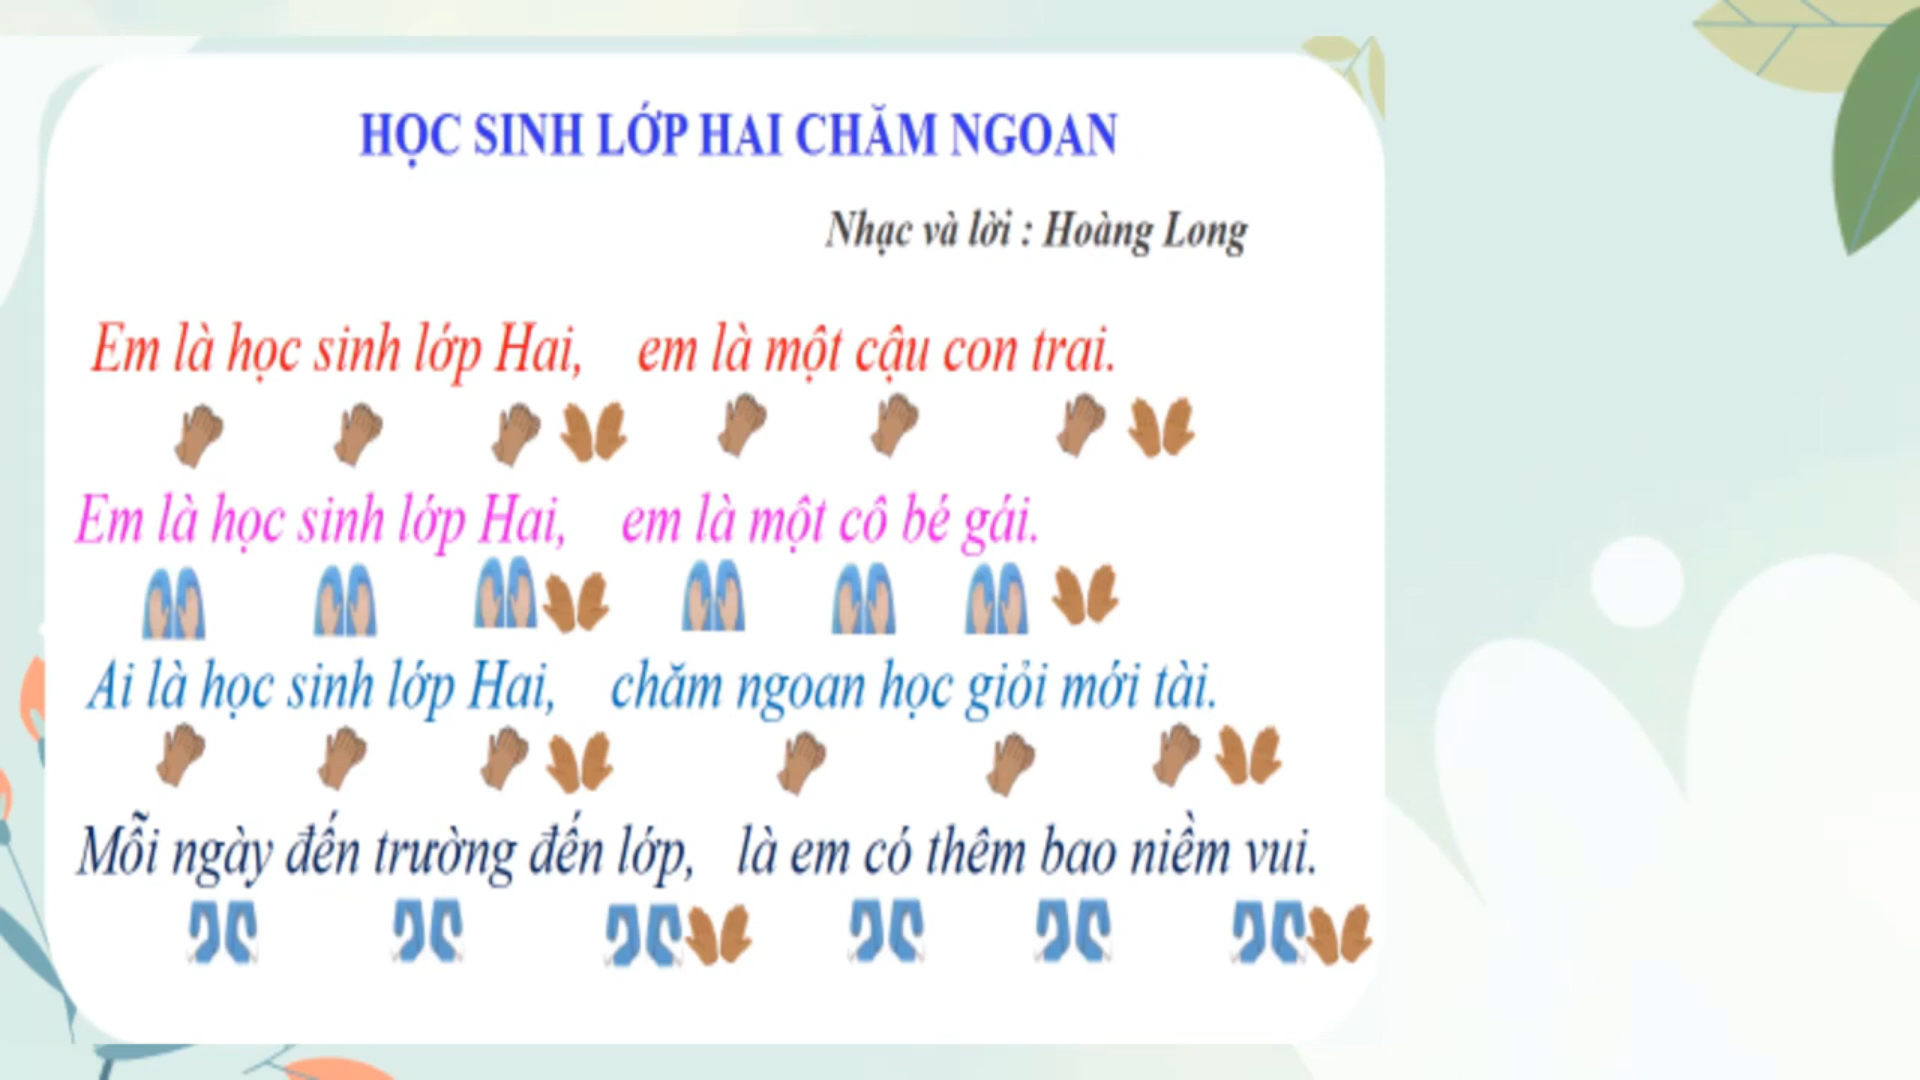 HỌC SINH LỚP HAI CHĂM NGOAN
Nhạc và lời : Hoàng Long
Em là học sinh lớp Hai, em là một cậu con trai.
Em là học sinh lớp Hai, em là một cô bé gái.
Ai là học sinh lớp Hai, chăm ngoan học giỏi mới tài.
Mỗi ngày đến trường đến lớp, là em có thêm bao niềm vui.